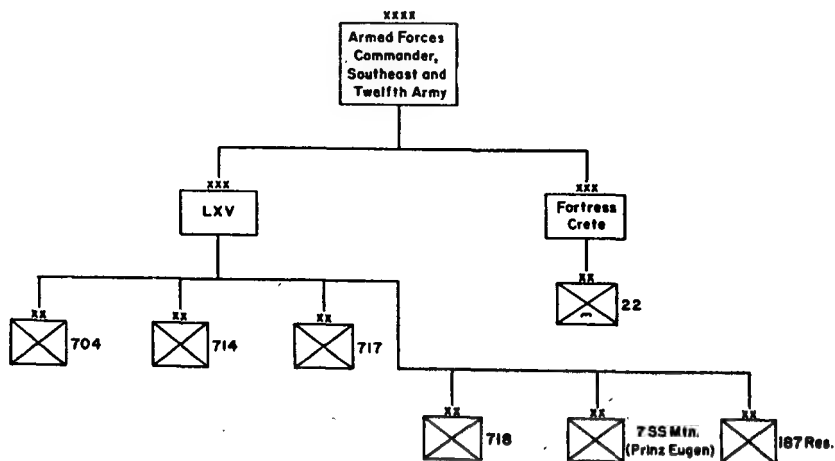 xxxx
Armed Forces
Commander,
Southeast and
Twelfth Army
xxx
LXV
xxx
Fortress
Crete
xx
22
xx
704
xx
714
xx
717
xx
718
xx
7 SS Mtn.
(Prinz Eugen)
xx
187 Res.